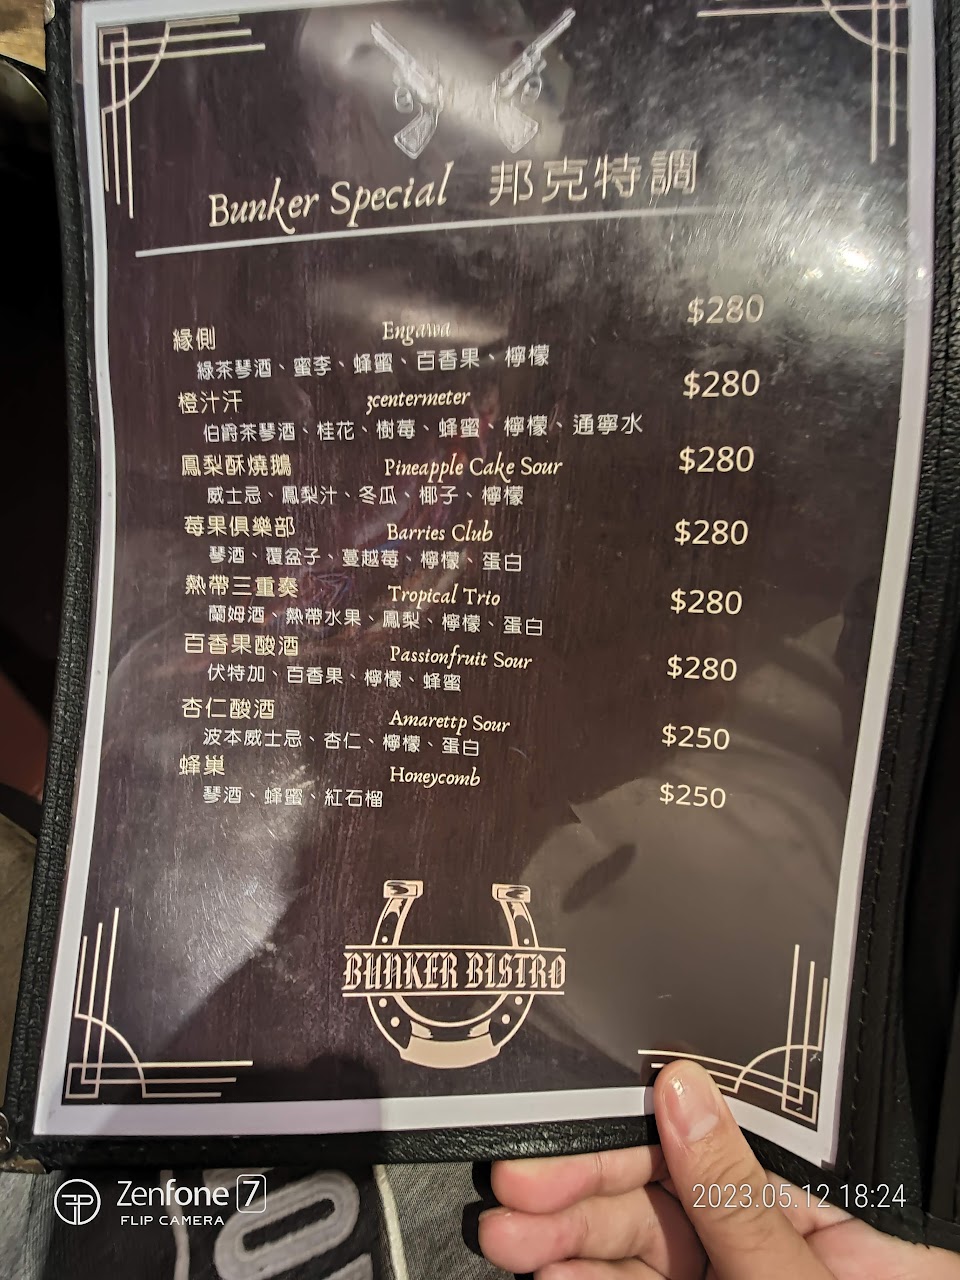 Bunker Special 邦克特調
緣側 Engawa $280
綠茶琴酒、蜜李、蜂蜜、百香果、檸檬
橙汁汗 3centermeter $280
伯爵茶琴酒、桂花、樹莓、蜂蜜、檸檬、通寧水
鳳梨酥燒鵝 Pineapple Cake Sour $280
威士忌、鳳梨汁、冬瓜、椰子、檸檬
莓果俱樂部 Barries Club $280
琴酒、覆盆子、蔓越莓、檸檬、蛋白
熱帶三重奏 Tropical Trio $280
蘭姆酒、熱帶水果、鳳梨、檸檬、蛋白
百香果酸酒 Passionfruit Sour $280
伏特加、百香果、檸檬、蜂蜜
杏仁酸酒 Amarettp Sour $250
波本威士忌、杏仁、檸檬、蛋白
蜂巢 Honeycomb $250
琴酒、蜂蜜、紅石榴
BUNKER BISTRO
Zenfone 7
FLIP CAMERA
2023.05.12 18:24